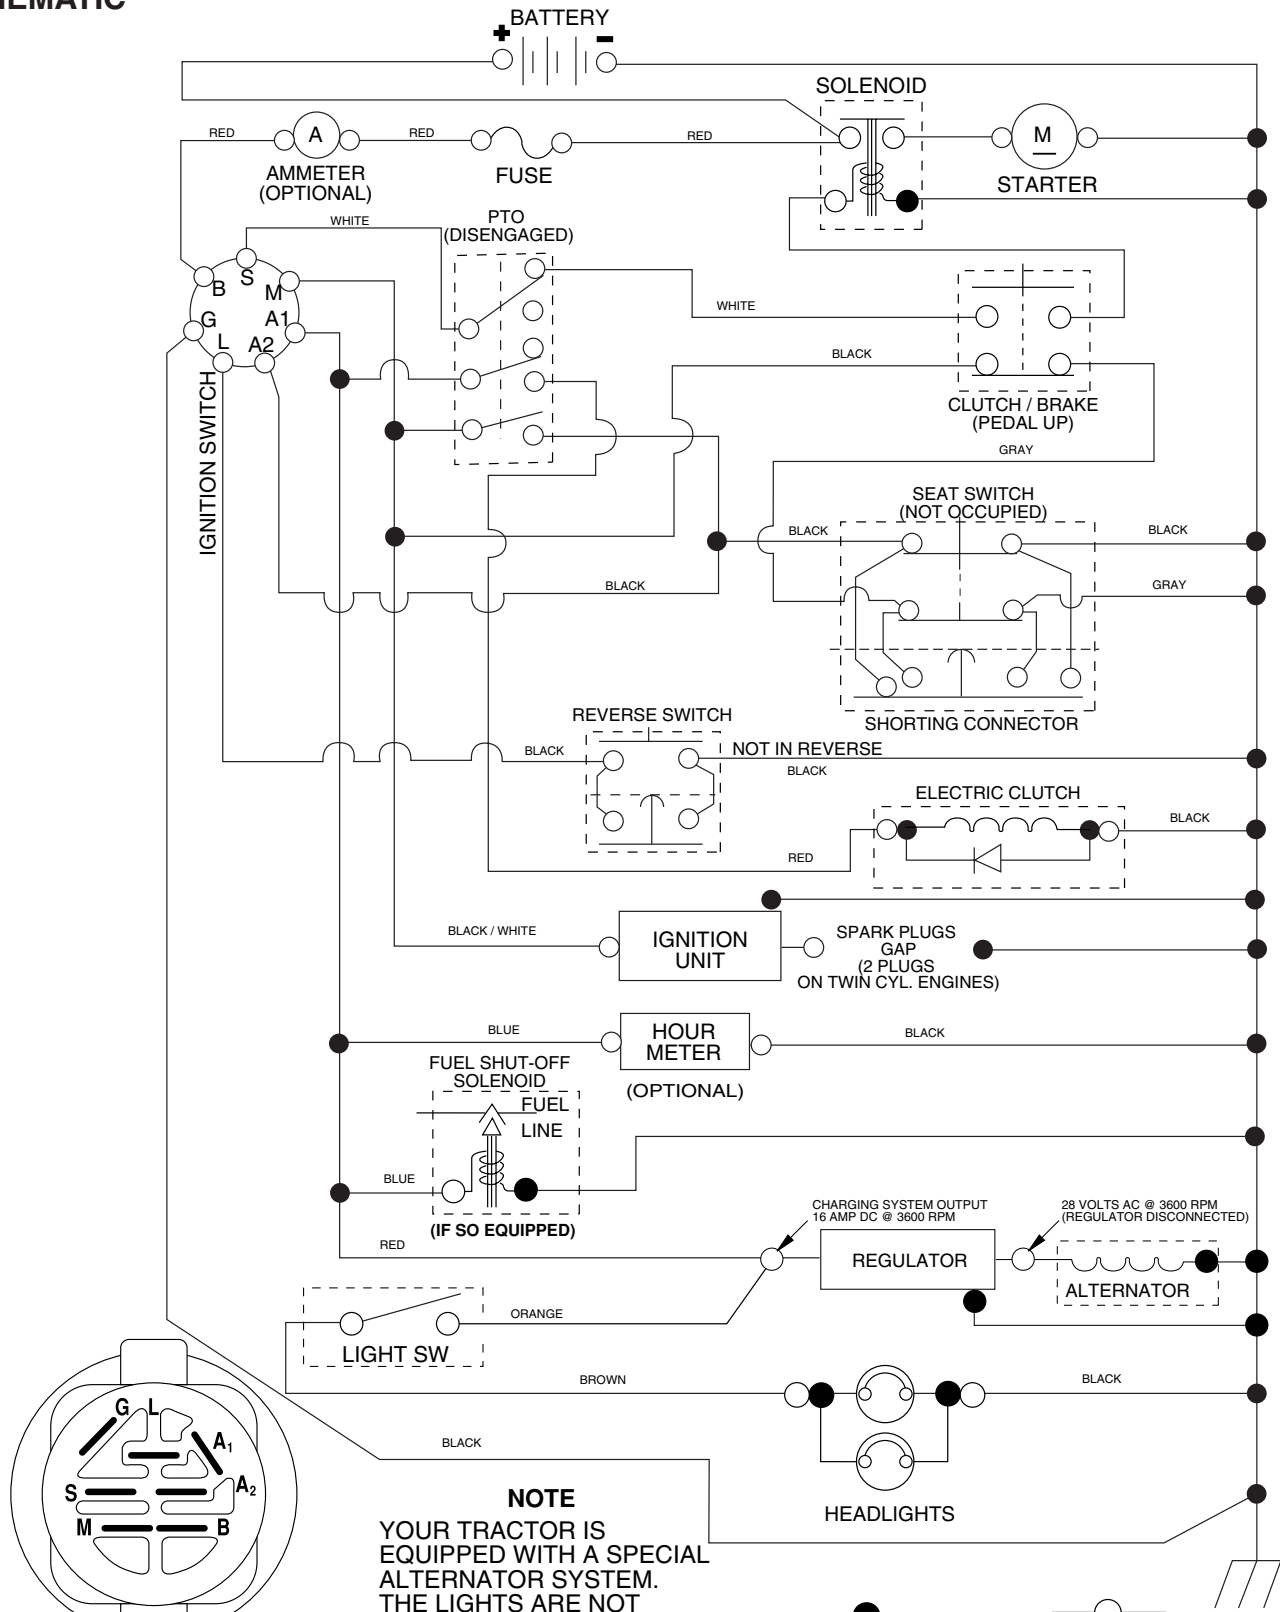 BATTERY
SOLENOID
RED
A
RED
RED
M
AMMETER
(OPTIONAL)
FUSE
STARTER
WHITE
PTO
(DISENGAGED)
B
S
M
G
A1
L
A2
IGNITION SWITCH
WHITE
BLACK
CLUTCH / BRAKE
(PEDAL UP)
GRAY
SEAT SWITCH
(NOT OCCUPIED)
BLACK
BLACK
BLACK
GRAY
SHORTING CONNECTOR
REVERSE SWITCH
BLACK
NOT IN REVERSE
BLACK
ELECTRIC CLUTCH
BLACK
RED
BLACK / WHITE
IGNITION
UNIT
SPARK PLUGS
GAP
(2 PLUGS
ON TWIN CYL. ENGINES)
BLUE
HOUR
METER
BLACK
(OPTIONAL)
FUEL SHUT-OFF
SOLENOID
FUEL
LINE
BLUE
(IF SO EQUIPPED)
CHARGING SYSTEM OUTPUT
16 AMP DC @ 3600 RPM
28 VOLTS AC @ 3600 RPM
(REGULATOR DISCONNECTED)
RED
REGULATOR
ALTERNATOR
ORANGE
LIGHT SW
BROWN
BLACK
HEADLIGHTS
BLACK
G L
A1
A2
S
M
B
NOTE
YOUR TRACTOR IS
EQUIPPED WITH A SPECIAL
ALTERNATOR SYSTEM.
THE LIGHTS ARE NOT